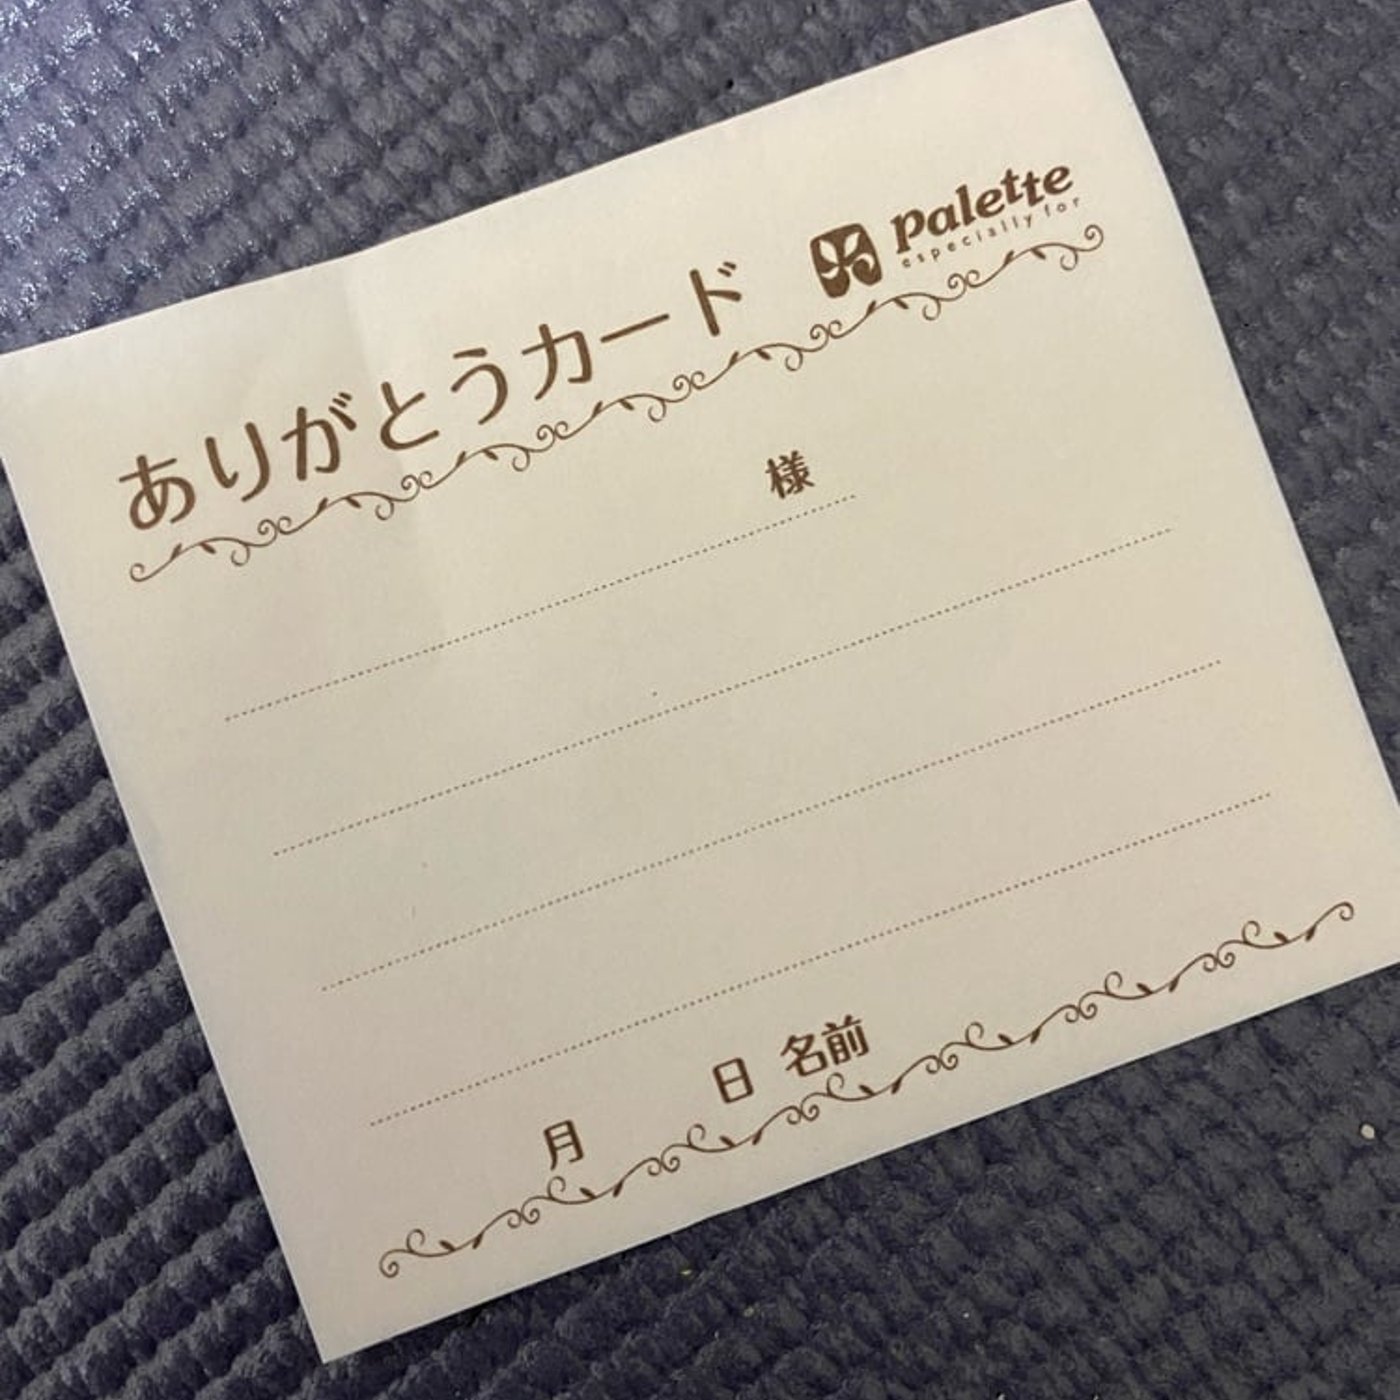 ありがとうカード
palette
especially for
様
月 日 名前